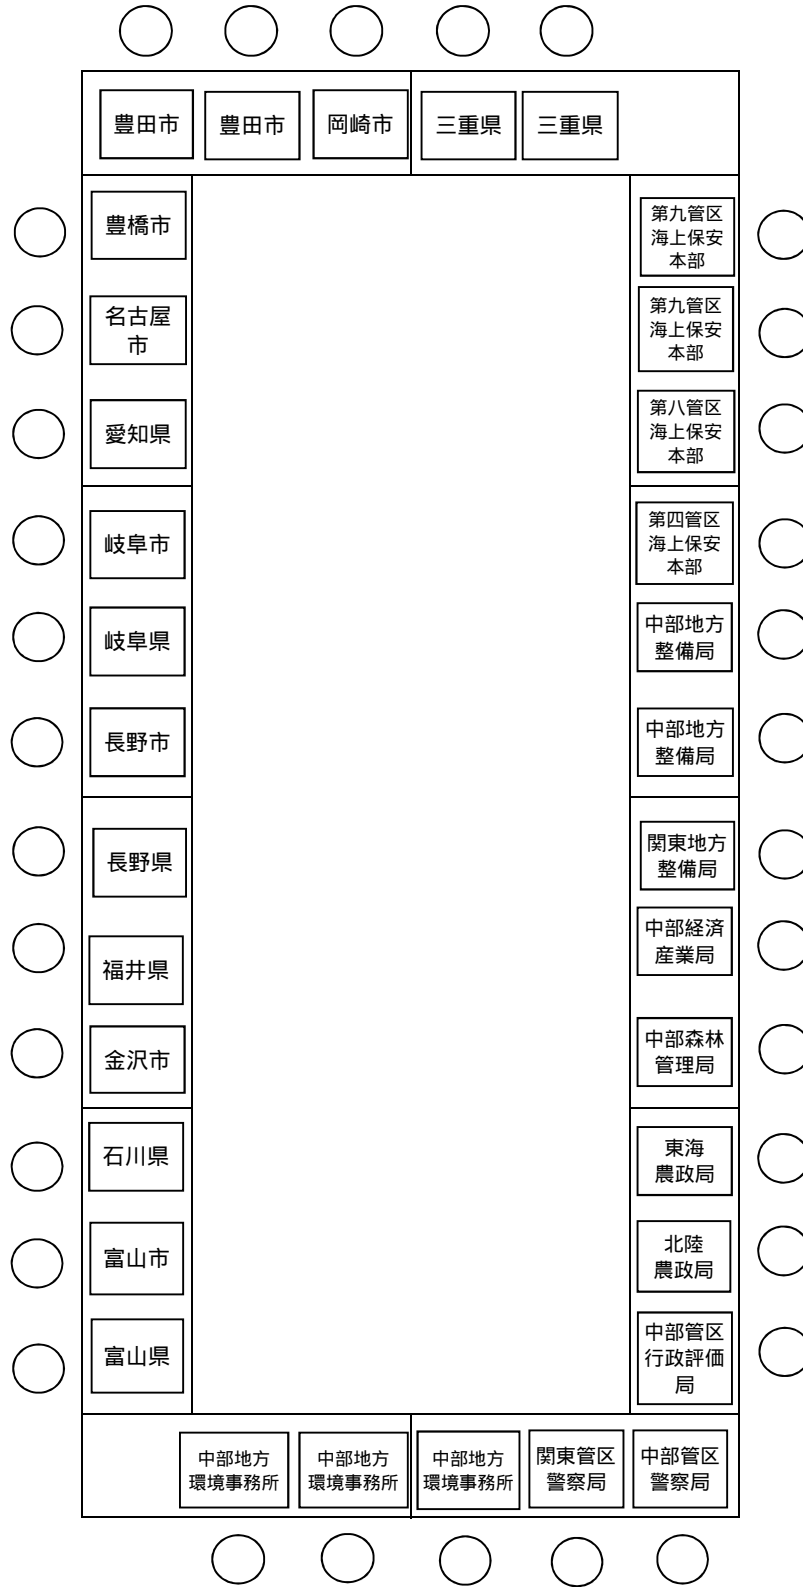 豊田市
豊田市
岡崎市
三重県
三重県
豊橋市
名古屋
市
愛知県
岐阜市
岐阜県
長野市
長野県
福井県
金沢市
石川県
富山市
富山県
第九管区
海上保安
本部
第九管区
海上保安
本部
第八管区
海上保安
本部
第四管区
海上保安
本部
中部地方
整備局
中部地方
整備局
関東地方
整備局
中部経済
産業局
中部森林
管理局
東海
農政局
北陸
農政局
中部管区
行政評価
局
中部地方
環境事務所
中部地方
環境事務所
中部地方
環境事務所
関東管区
警察局
中部管区
警察局